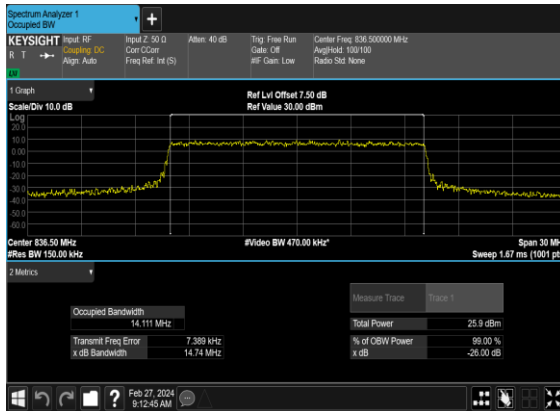 Spectrum Analyzer 1
Occupied BW
KEYSIGHT Input: RF Input Z: 50 Ω Atten: 40 dB Trig: Free Run Center Freq: 836.500000 MHz
R T Coupling: DC Corr CCorr Gate: Off Avg|Hold: 100/100
Align: Auto Freq Ref: Int (S) #IF Gain: Low Radio Std: None
LXI
1 Graph
Ref Lvl Offset 7.50 dB
Scale/Div 10.0 dB Ref Value 30.00 dBm
Log
20.0
10.0
0.00
-10.0
-20.0
-30.0
-40.0
-50.0
-60.0
Center 836.50 MHz #Video BW 470.00 kHz* Span 30 MH
#Res BW 150.00 kHz Sweep 1.67 ms (1001 pt
2 Metrics
Measure Trace Trace 1
Occupied Bandwidth
14.111 MHz Total Power 25.9 dBm
Transmit Freq Error 7.389 kHz % of OBW Power 99.00 %
x dB Bandwidth 14.74 MHz x dB -26.00 dB
Feb 27, 2024
9:12:45 AM